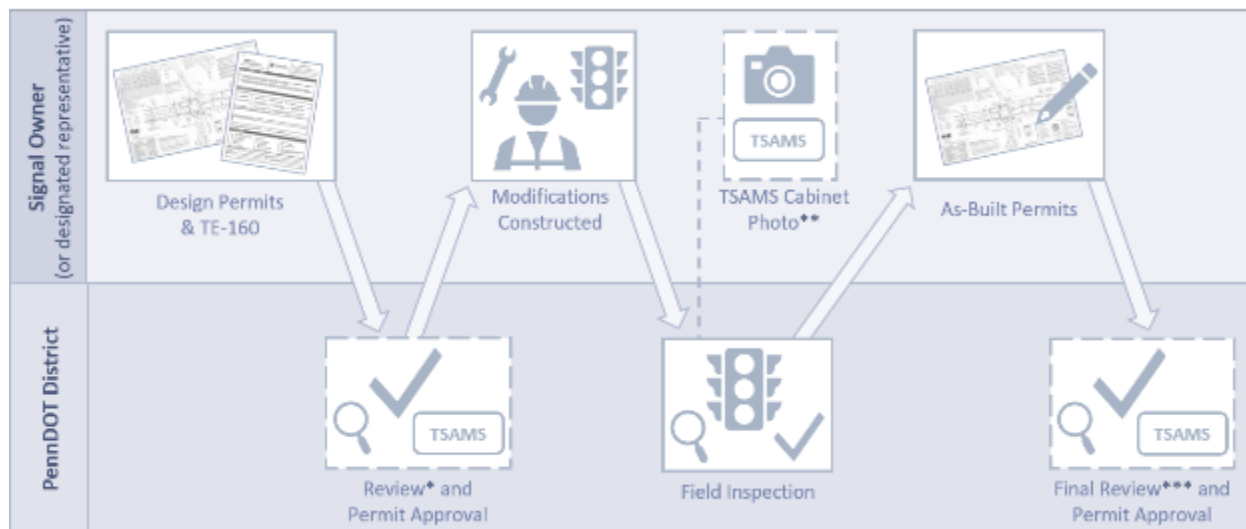 Signal Owner
(or designated representative)
Design Permits
& TE-160
Modifications
Constructed
TSAMS
TSAMS Cabinet
Photo**
As-Built Permits
PennDOT District
TSAMS
Review* and
Permit Approval
Field Inspection
TSAMS
Final Review*** and
Permit Approval